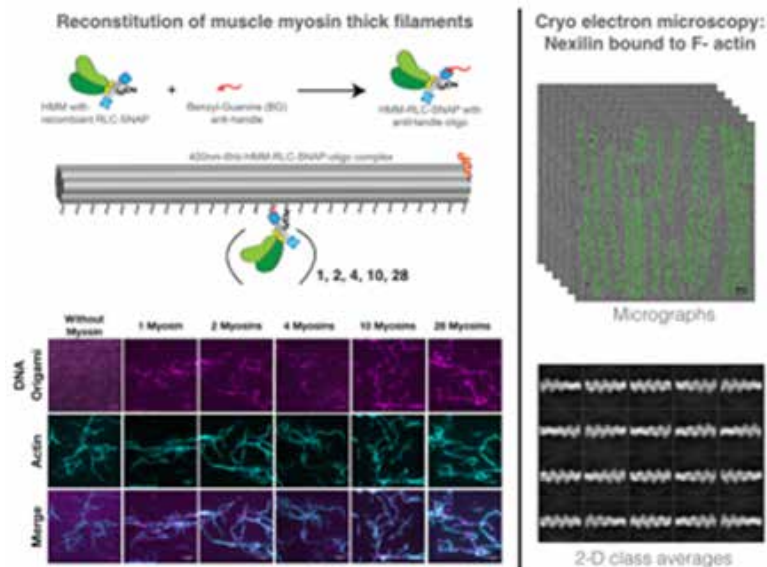 Reconstitution of muscle myosin thick filaments
HMM with
recombinant RLC-SNAP
+
Benzyl-Guanine (BG)
anti-handle
HMM-RLC-SNAP with
antiHandle-oligo
complex
1, 2, 4, 10, 28
Without
Myosin
1 Myosin
2 Myosins
4 Myosins
10 Myosins
28 Myosins
DNA
Origami
Actin
Merge
Cryo electron microscopy:
Nexilin bound to F- actin
Micrographs
2-D class averages